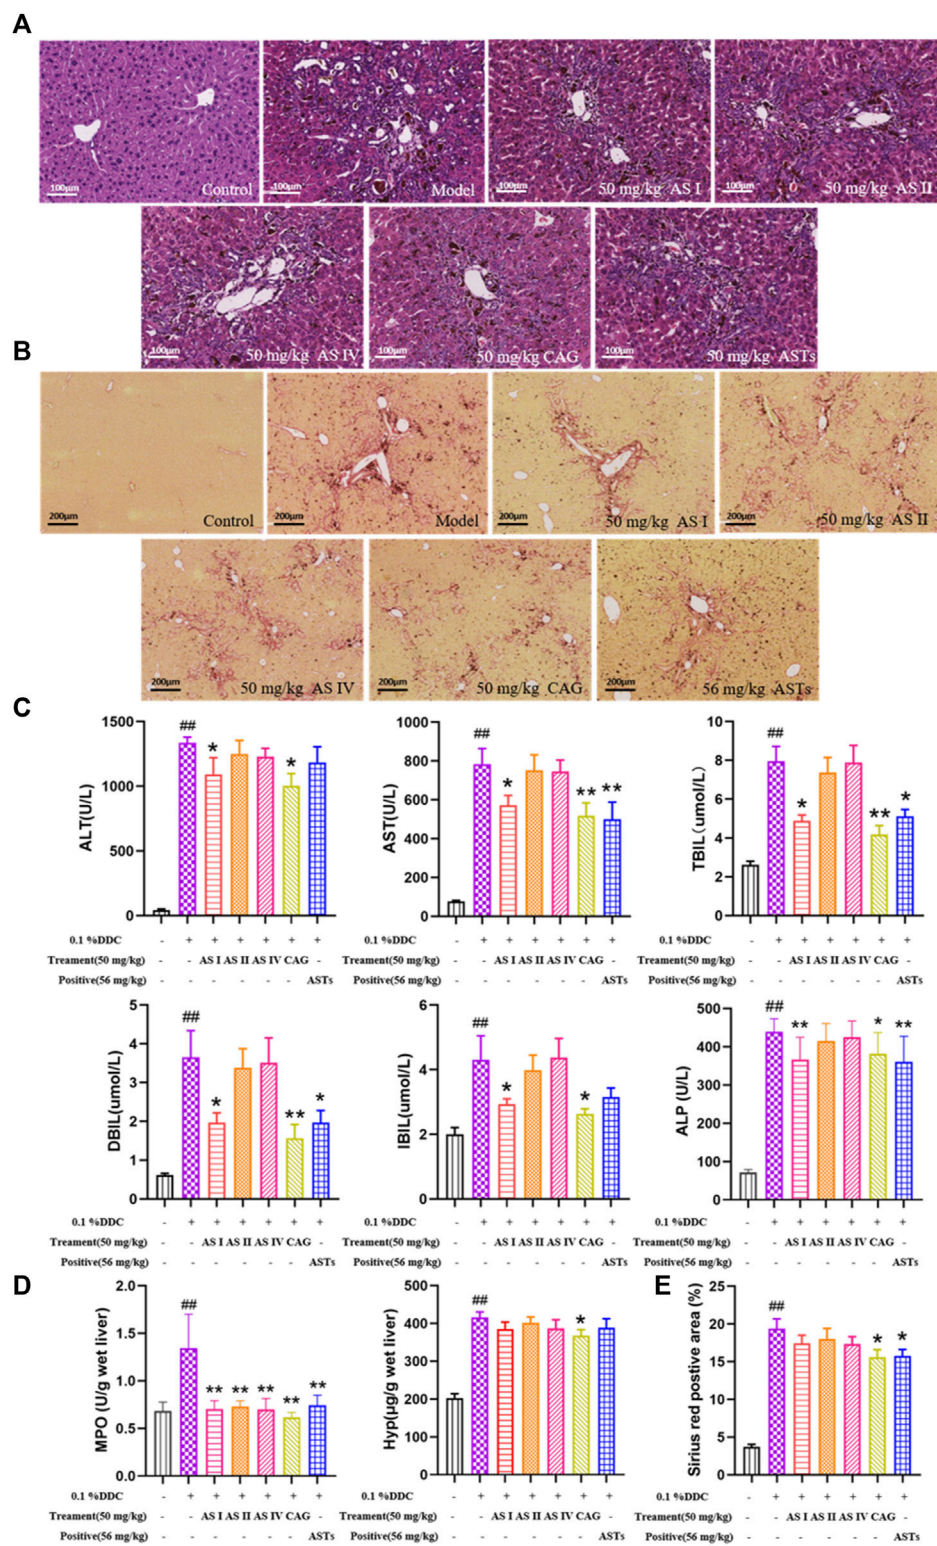 A
100μm Control
100μm Model
100μm 50 mg/kg AS I
100μm 50 mg/kg AS II
100μm 50 mg/kg AS IV
100μm 50 mg/kg CAG
100μm 50 mg/kg ASTs
B
200μm Control
200μm Model
200μm 50 mg/kg AS I
200μm 50 mg/kg AS II
200μm 50 mg/kg AS IV
200μm 50 mg/kg CAG
200μm 56 mg/kg ASTs
C
ALT(U/L)
1500
1000
500
0
## * *
0.1 %DDC - + + + + + +
Treament(50 mg/kg) - - AS I AS II AS IV CAG -
Positive(56 mg/kg) - - - - - - ASTs
AST(U/L)
1000
800
600
400
200
0
## * ** **
0.1 %DDC - + + + + + +
Treament(50 mg/kg) - - AS I AS II AS IV CAG -
Positive(56 mg/kg) - - - - - - ASTs
TBIL(umol/L)
10
8
6
4
2
0
## * ** *
0.1 %DDC - + + + + + +
Treament(50 mg/kg) - - AS I AS II AS IV CAG -
Positive(56 mg/kg) - - - - - - ASTs
DBIL(umol/L)
5
4
3
2
1
0
## * ** *
0.1 %DDC - + + + + + +
Treament(50 mg/kg) - - AS I AS II AS IV CAG -
Positive(56 mg/kg) - - - - - - ASTs
IBIL(umol/L)
6
4
2
0
## * *
0.1 %DDC - + + + + + +
Treament(50 mg/kg) - - AS I AS II AS IV CAG -
Positive(56 mg/kg) - - - - - - ASTs
ALP (U/L)
500
400
300
200
100
0
## ** * **
0.1 %DDC - + + + + + +
Treament(50 mg/kg) - - AS I AS II AS IV CAG -
Positive(56 mg/kg) - - - - - - ASTs
D
MPO (U/g wet liver)
2.0
1.5
1.0
0.5
0.0
## ** ** ** ** **
0.1 %DDC - + + + + + +
Treament(50 mg/kg) - - AS I AS II AS IV CAG -
Positive(56 mg/kg) - - - - - - ASTs
Hyp(μg/g wet liver)
500
400
300
200
100
0
## *
0.1 %DDC - + + + + + +
Treament(50 mg/kg) - - AS I AS II AS IV CAG -
Positive(56 mg/kg) - - - - - - ASTs
E
Sirius red postive area (%)
25
20
15
10
5
0
## * *
0.1 %DDC - + + + + + +
Treament(50 mg/kg) - - AS I AS II AS IV CAG -
Positive(56 mg/kg) - - - - - - ASTs